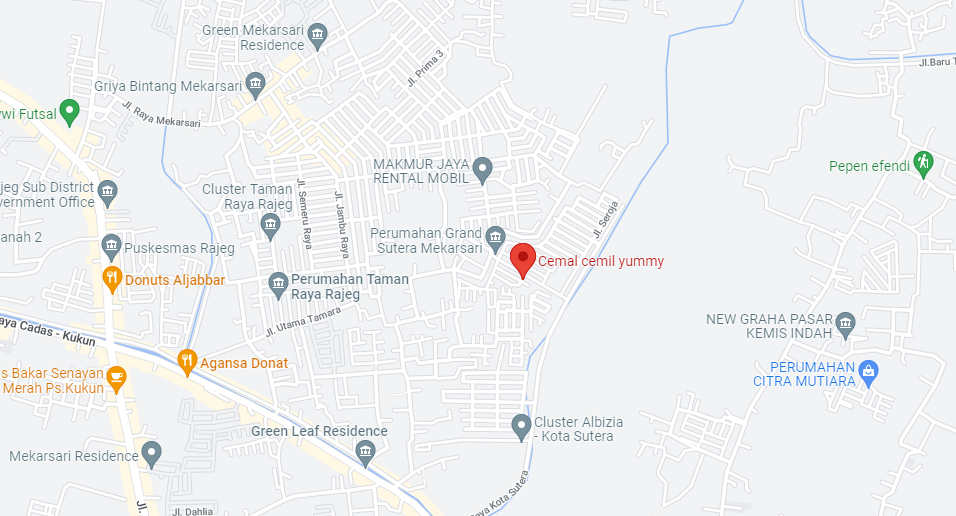 Green Mekarsari
Residence
Jl. Prima 3
Jl.Baru T
Griya Bintang Mekarsari
wi Futsal
Jl. Raya Mekarsari
MAKMUR JAYA
RENTAL MOBIL
Pepen efendi
jeg Sub District
vernment Office
Cluster Taman
Raya Rajeg
Jl. Semeru Raya
Jl. Jambu Raya
Jl. Seroja
anah 2
Puskesmas Rajeg
Perumahan Grand
Sutera Mekarsari
Cemal cemil yummy
Donuts Aljabbar
Perumahan Taman
Raya Rajeg
Jl. Utama Tamara
NEW GRAHA PASAR
KEMIS INDAH
aya Cadas - Kukun
Agansa Donat
s Bakar Senayan
Merah Ps.Kukun
PERUMAHAN
CITRA MUTIARA
Green Leaf Residence
Cluster Albizia
- Kota Sutera
Mekarsari Residence
aya Kota Sutera
Jl.
Jl. Dahlia